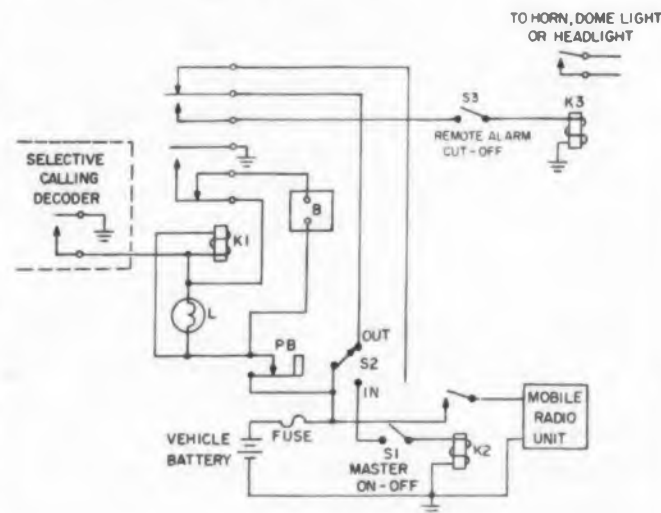 TO HORN, DOME LIGHT
OR HEADLIGHT
S3
K3
REMOTE ALARM
CUT-OFF
SELECTIVE
CALLING
DECODER
B
K1
L
OUT
PB
S2
IN
MOBILE
RADIO
UNIT
FUSE
VEHICLE
BATTERY
S1
K2
MASTER
ON-OFF